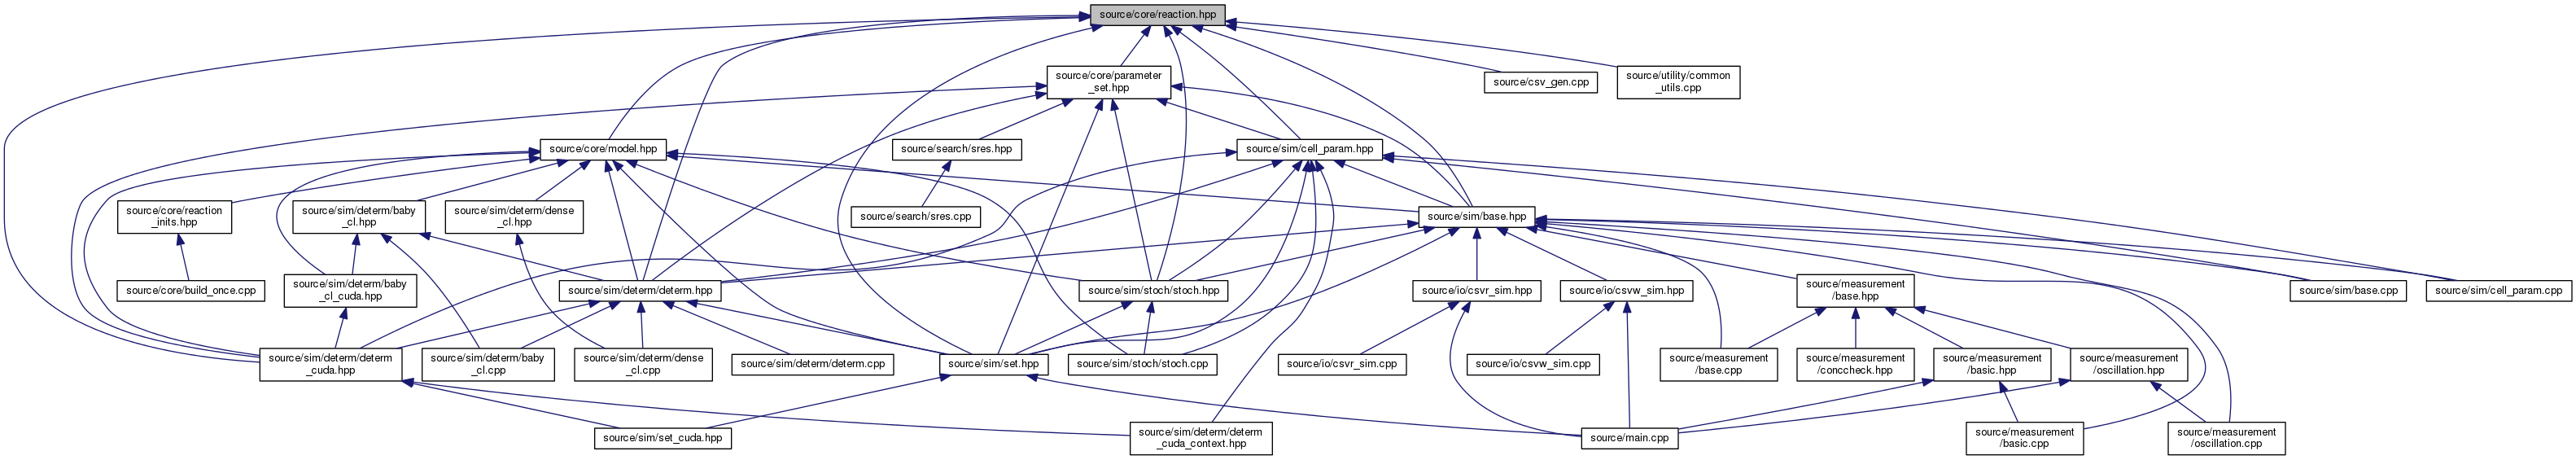 source/core/reaction.hpp
source/core/parameter
_set.hpp
source/csv_gen.cpp
source/utility/common
_utils.cpp
source/core/model.hpp
source/search/sres.hpp
source/sim/cell_param.hpp
source/core/reaction
_inits.hpp
source/sim/determ/baby
_cl.hpp
source/sim/determ/dense
_cl.hpp
source/search/sres.cpp
source/sim/base.hpp
source/core/build_once.cpp
source/sim/determ/baby
_cl_cuda.hpp
source/sim/determ/determ.hpp
source/sim/stoch/stoch.hpp
source/io/csvr_sim.hpp
source/io/csvw_sim.hpp
source/measurement
/base.hpp
source/sim/base.cpp
source/sim/cell_param.cpp
source/sim/determ/determ
_cuda.hpp
source/sim/determ/baby
_cl.cpp
source/sim/determ/dense
_cl.cpp
source/sim/determ/determ.cpp
source/sim/set.hpp
source/sim/stoch/stoch.cpp
source/io/csvr_sim.cpp
source/io/csvw_sim.cpp
source/measurement
/base.cpp
source/measurement
/conccheck.hpp
source/measurement
/basic.hpp
source/measurement
/oscillation.hpp
source/sim/set_cuda.hpp
source/sim/determ/determ
_cuda_context.hpp
source/main.cpp
source/measurement
/basic.cpp
source/measurement
/oscillation.cpp